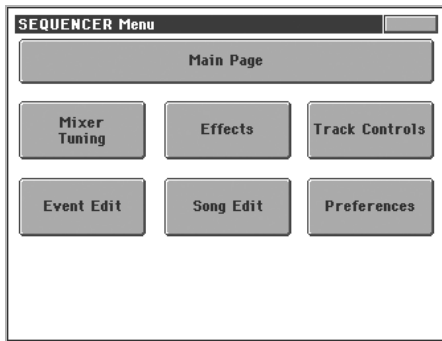 SEQUENCER Menu
Main Page
Mixer
Tuning
Effects
Track Controls
Event Edit
Song Edit
Preferences